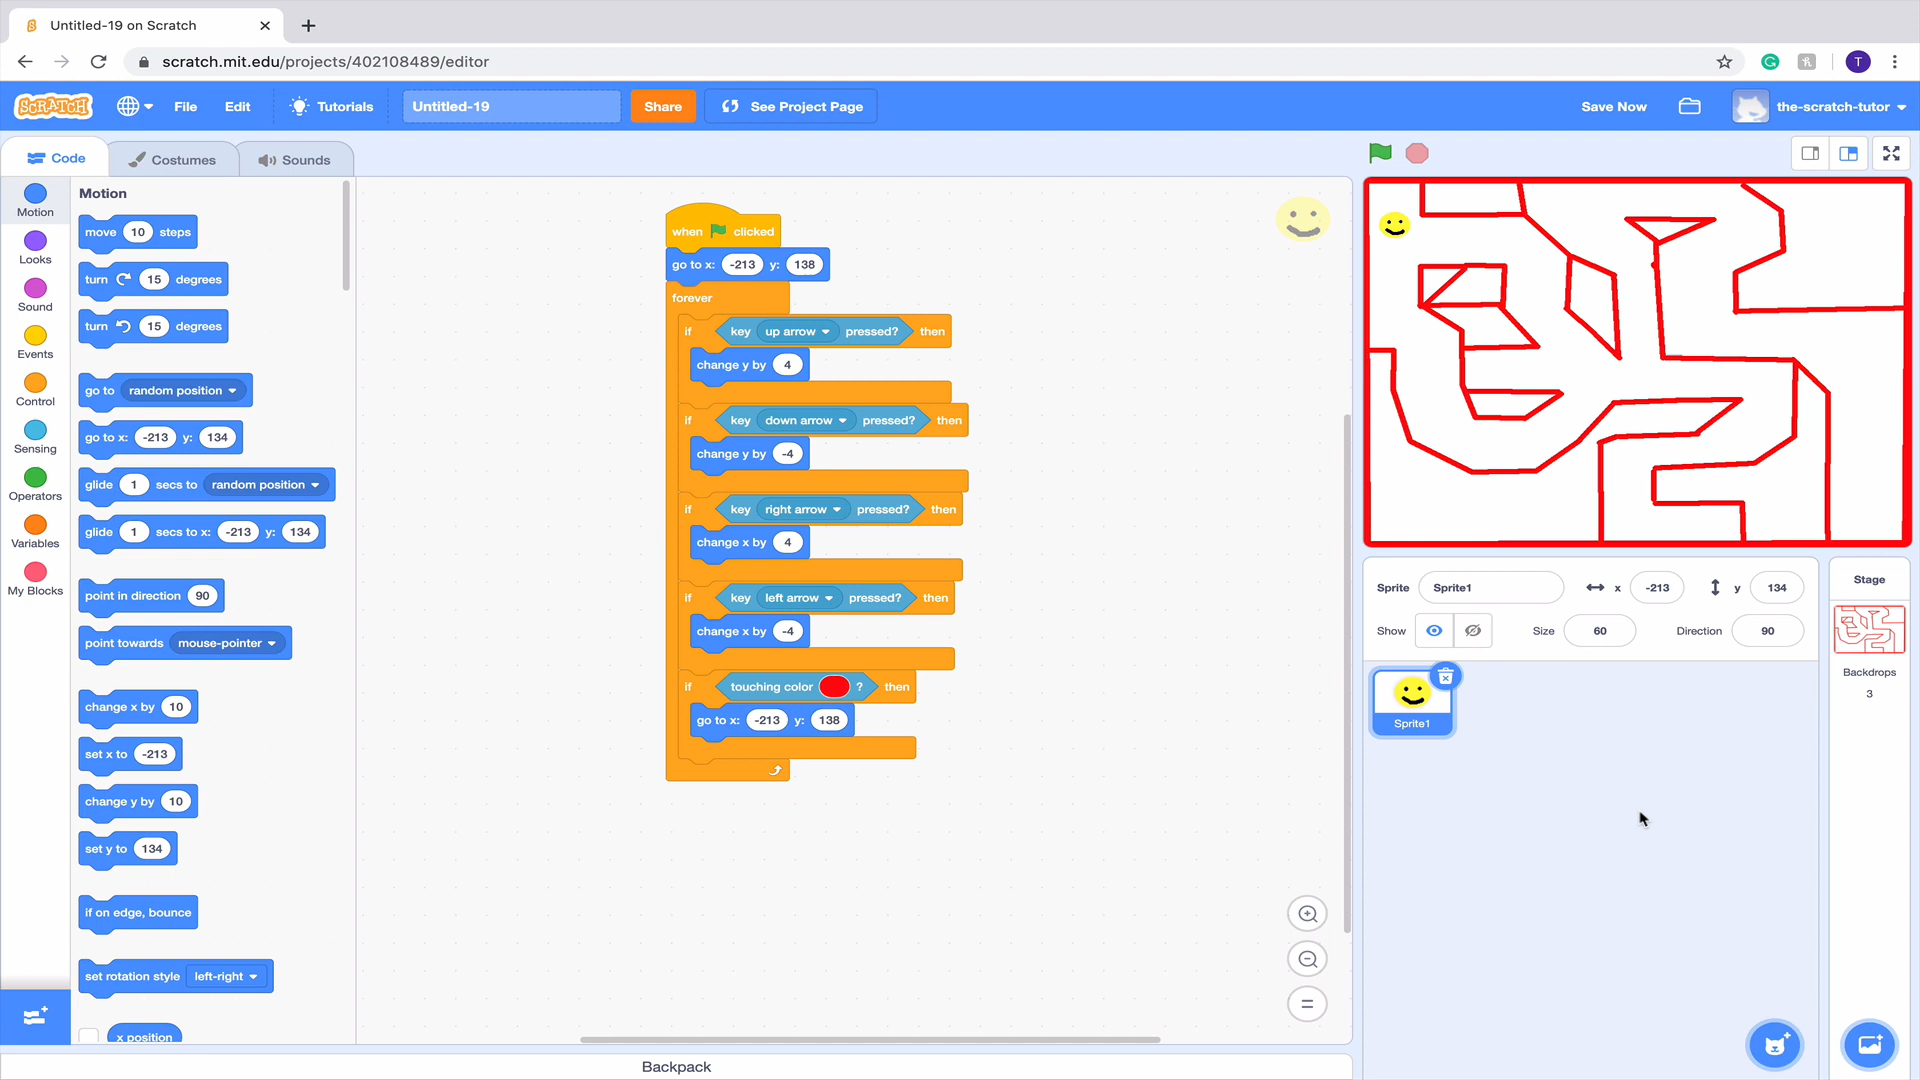 Untitled-19 on Scratch
scratch.mit.edu/projects/402108489/editor
T
SCRATCH
File
Edit
Tutorials
Untitled-19
Share
See Project Page
Save Now
the-scratch-tutor
Code
Costumes
Sounds
Motion
Looks
Sound
Events
Control
Sensing
Operators
Variables
My Blocks
Motion
move 10 steps
turn 15 degrees
turn 15 degrees
go to random position
go to x: -213 y: 134
glide 1 secs to random position
glide 1 secs to x: -213 y: 134
point in direction 90
point towards mouse-pointer
change x by 10
set x to -213
change y by 10
set y to 134
if on edge, bounce
set rotation style left-right
x position
when clicked
go to x: -213 y: 138
forever
if key up arrow pressed? then
change y by 4
if key down arrow pressed? then
change y by -4
if key right arrow pressed? then
change x by 4
if key left arrow pressed? then
change x by -4
if touching color ? then
go to x: -213 y: 138
Backpack
Sprite Sprite1 x -213 y 134
Show Size 60 Direction 90
Sprite1
Stage
Backdrops
3